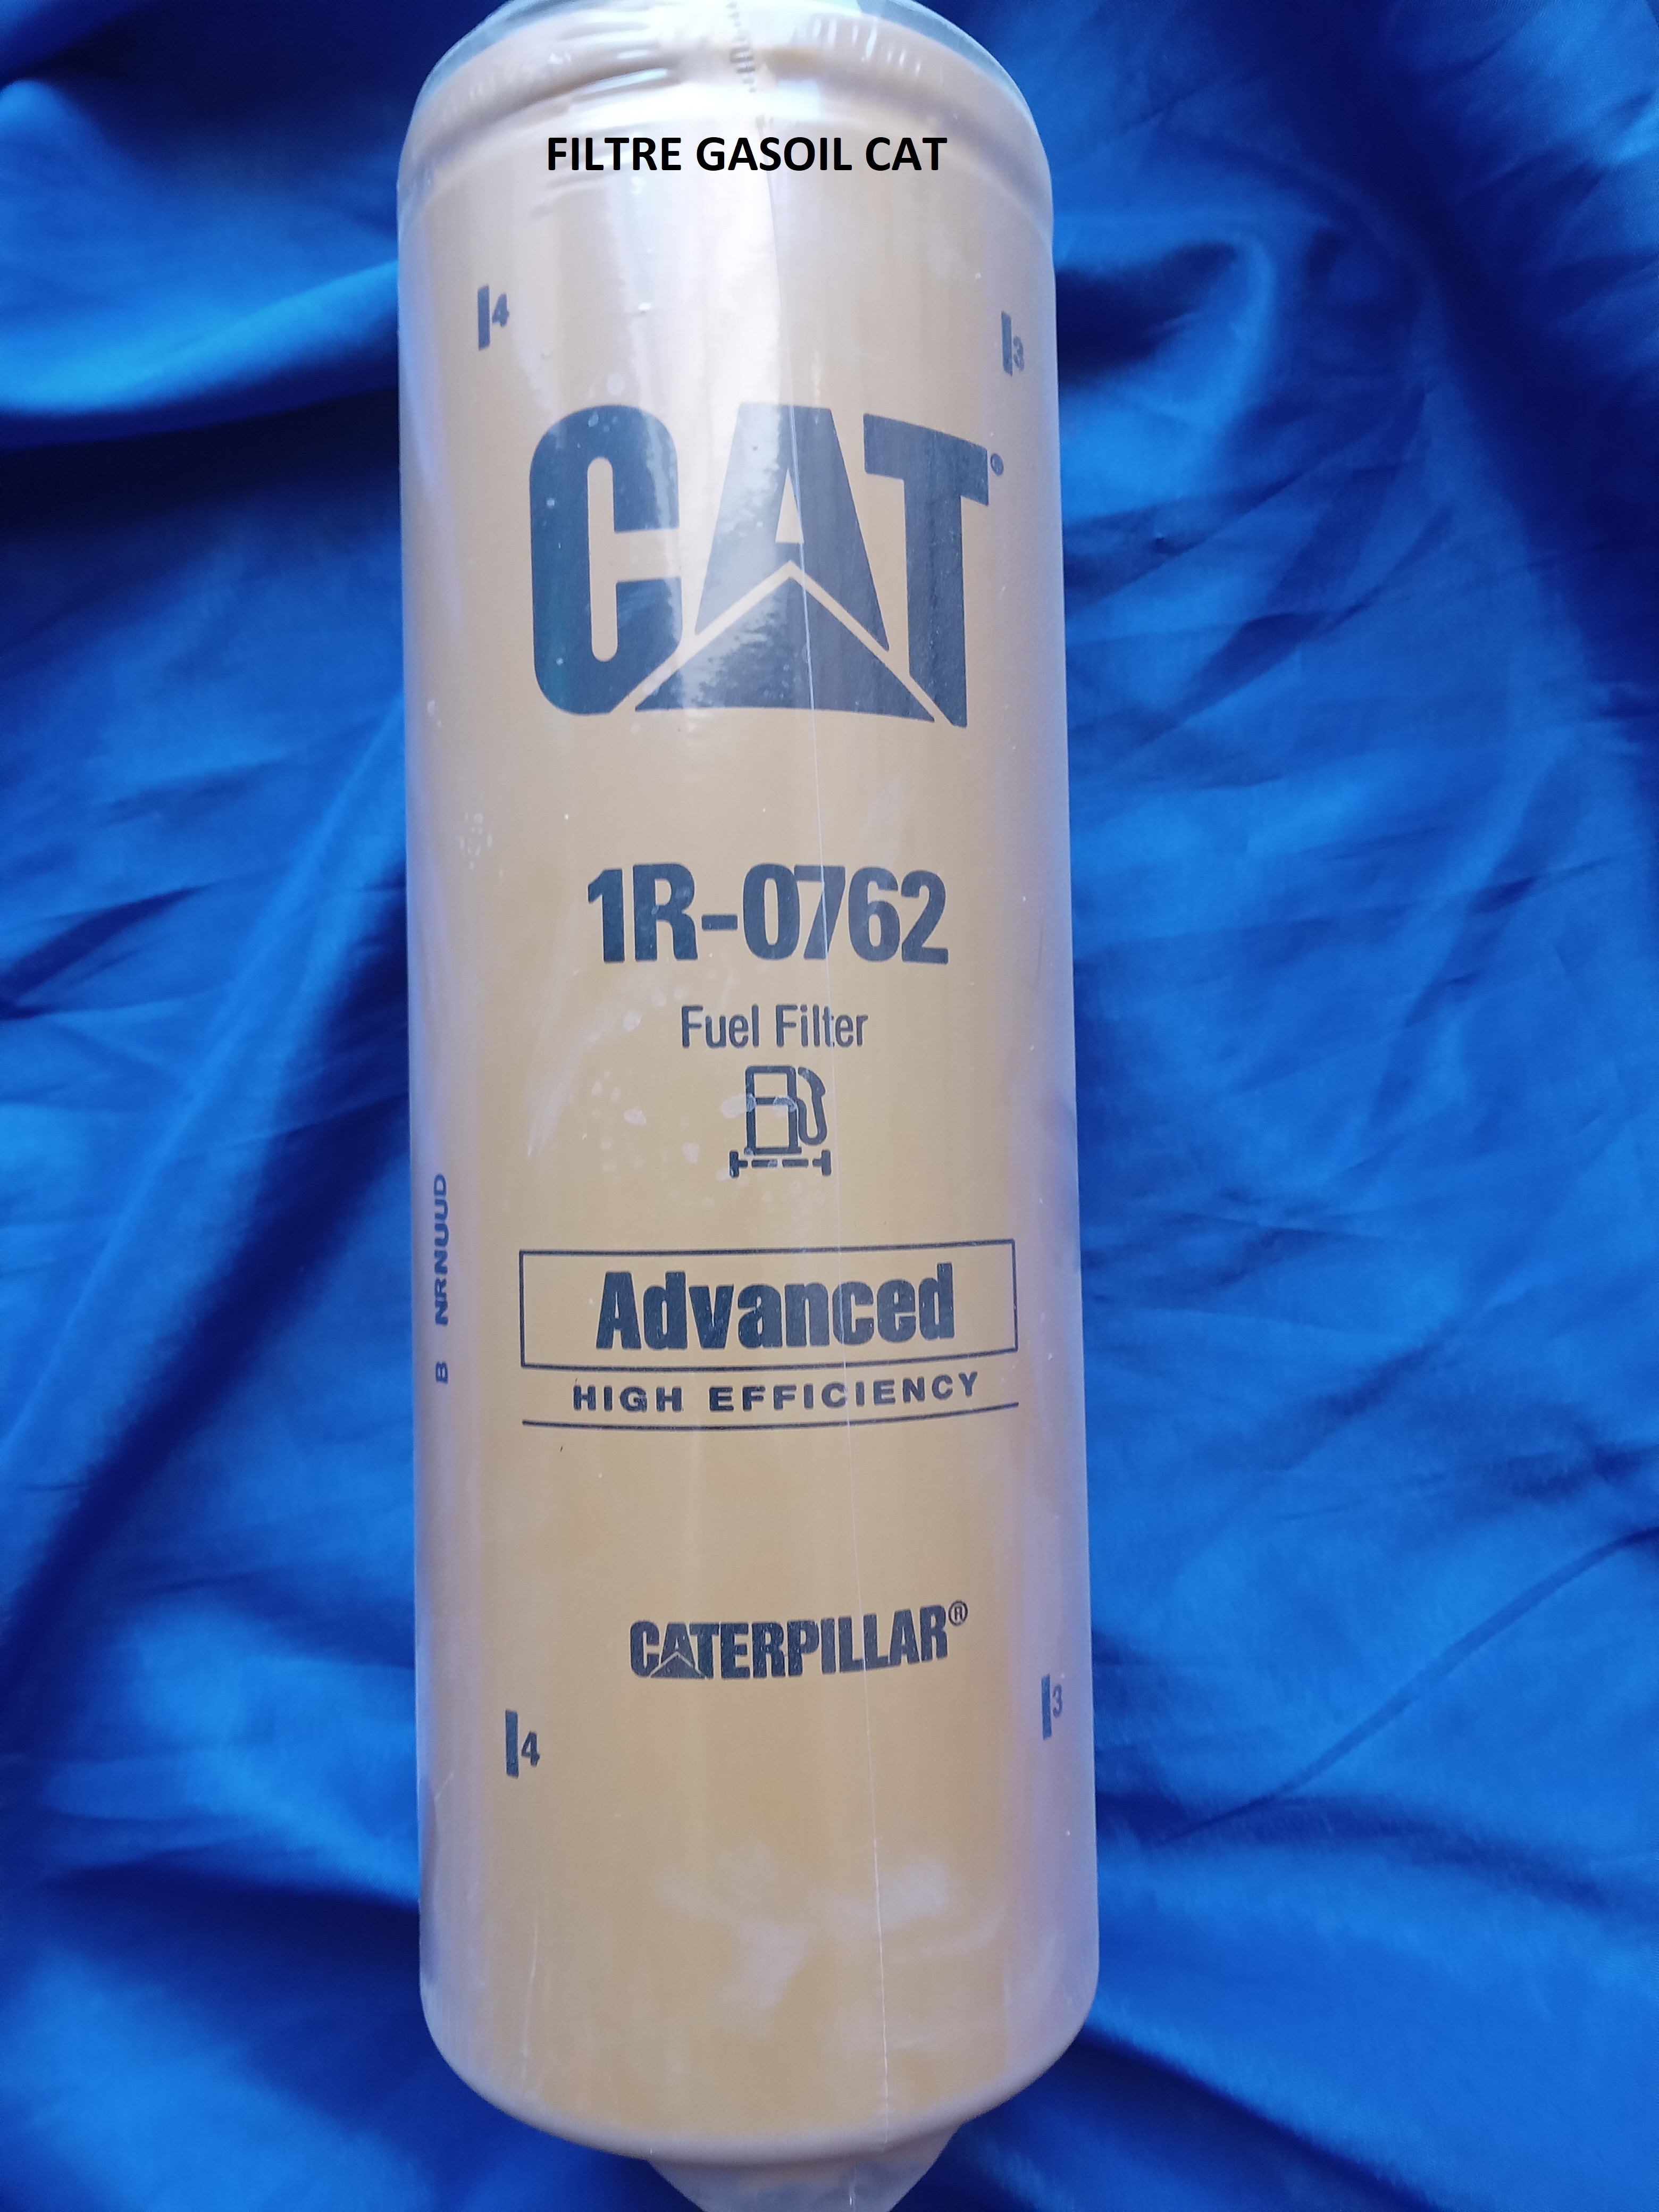 FILTRE GASOIL CAT
4
3
CAT®
1R-0762
Fuel Filter
Advanced
HIGH EFFICIENCY
B NRNUUD
CATERPILLAR®
3
4